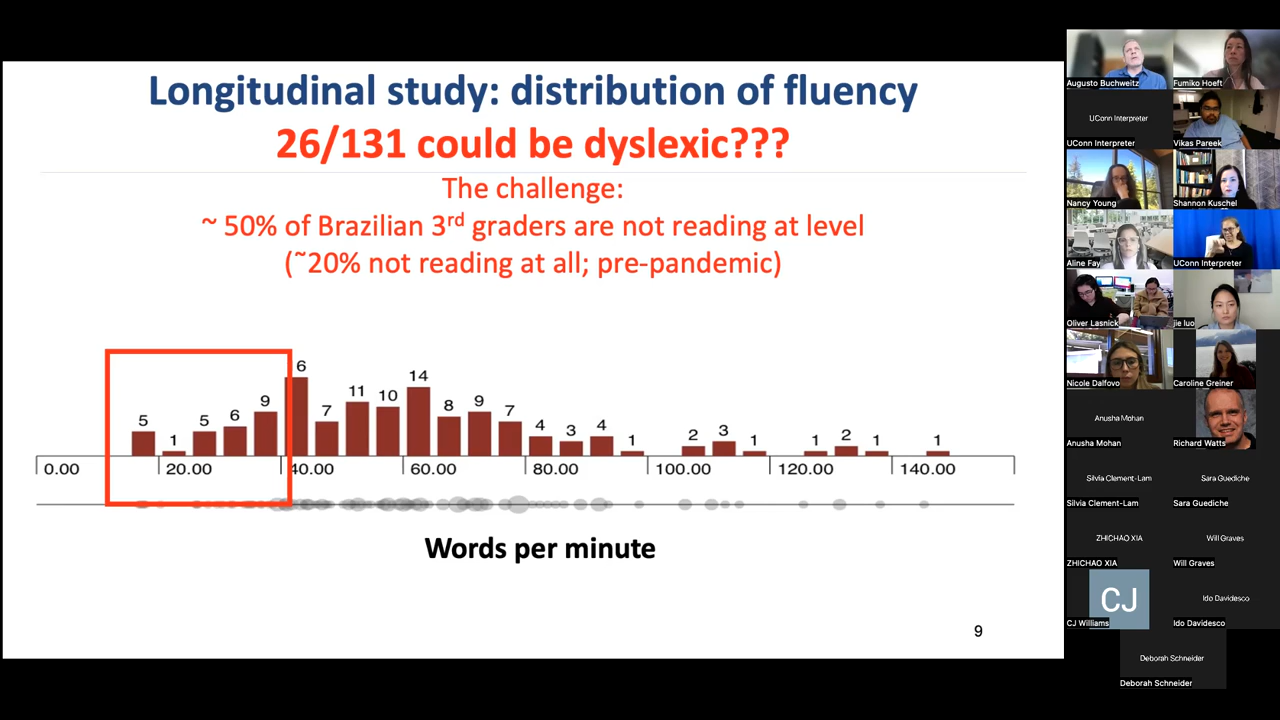 Longitudinal study: distribution of fluency
26/131 could be dyslexic???
The challenge:
~ 50% of Brazilian 3rd graders are not reading at level
(~20% not reading at all; pre-pandemic)
5 1 5 6 9 6 7 11 10 14 8 9 7 4 3 4 1 2 3 1 1 2 1 1
0.00 20.00 40.00 60.00 80.00 100.00 120.00 140.00
Words per minute
9
Augusto Buchweitz
Fumiko Hoeft
UConn Interpreter
UConn Interpreter
Vikas Pareek
Nancy Young
Shannon Kuschel
Aline Fay
UConn Interpreter
Oliver Lasnick
jie luo
Nicole Dalfovo
Caroline Greiner
Anusha Mohan
Anusha Mohan
Richard Watts
Silvia Clement-Lam
Sara Guediche
Silvia Clement-Lam
Sara Guediche
ZHICHAO XIA
Will Graves
ZHICHAO XIA
Will Graves
CJ
Ido Davidesco
CJ Williams
Ido Davidesco
Deborah Schneider
Deborah Schneider